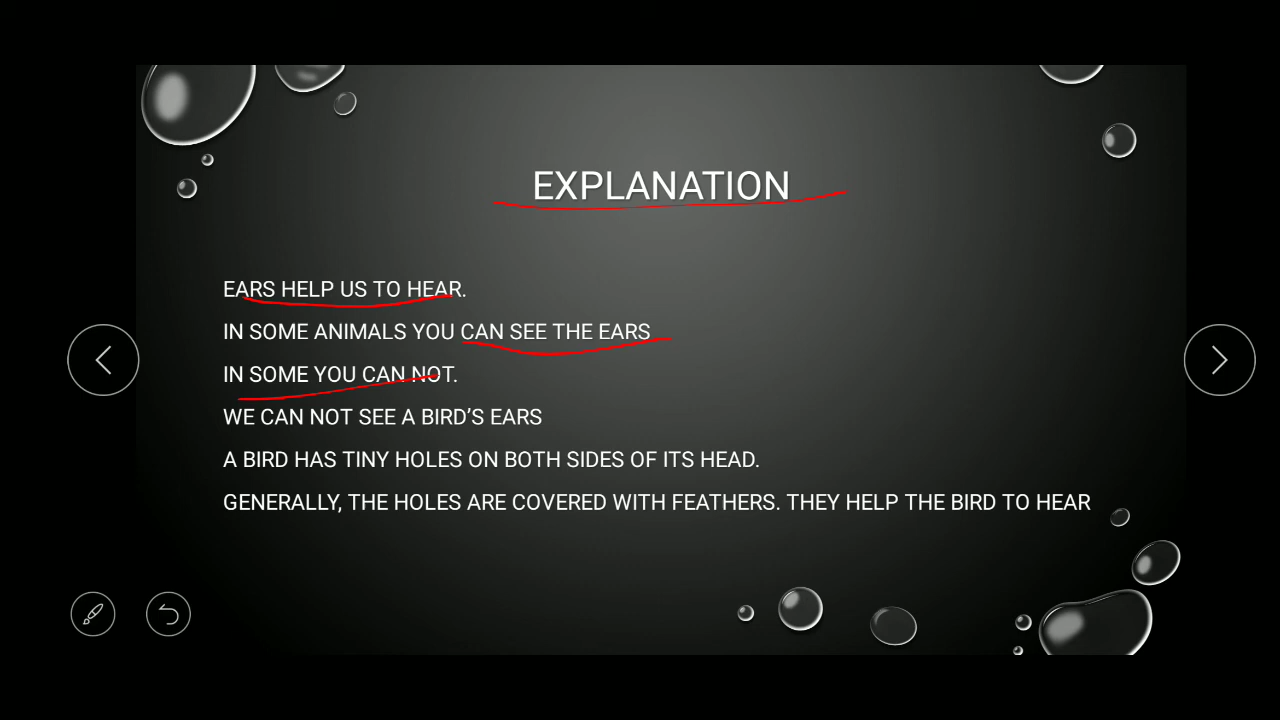 EXPLANATION
EARS HELP US TO HEAR.
IN SOME ANIMALS YOU CAN SEE THE EARS
IN SOME YOU CAN NOT.
WE CAN NOT SEE A BIRD’S EARS
A BIRD HAS TINY HOLES ON BOTH SIDES OF ITS HEAD.
GENERALLY, THE HOLES ARE COVERED WITH FEATHERS. THEY HELP THE BIRD TO HEAR